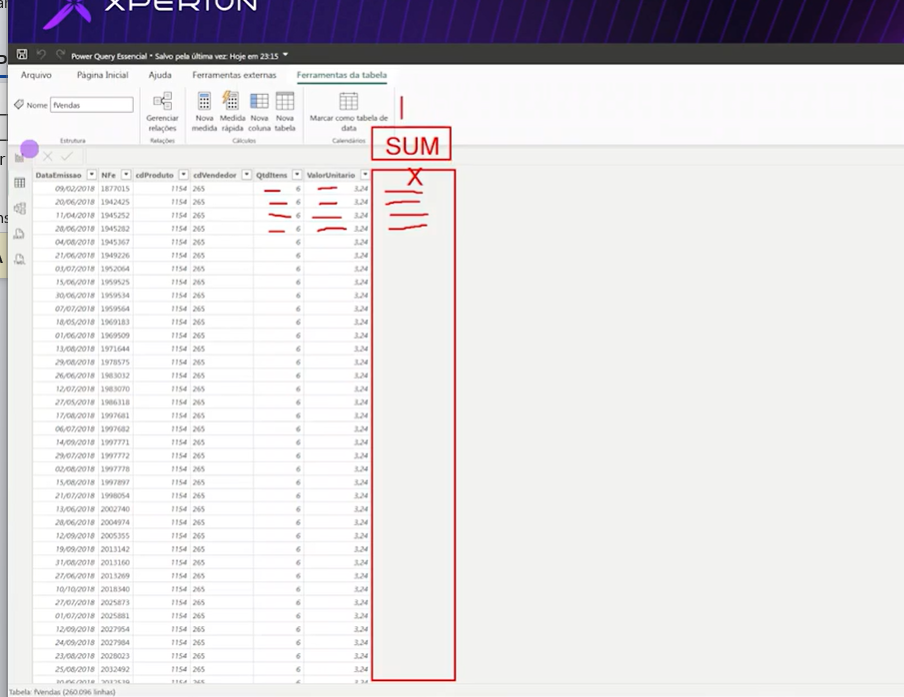 XPERIUN
Power Query Essencial • Salvo pela última vez: Hoje em 23:15
Arquivo Página Inicial Ajuda Ferramentas externas Ferramentas da tabela
Nome fVendas
Gerenciar relações
Nova medida
Medida rápida
Nova coluna
Nova tabela
Marcar como tabela de data
Estrutura Relações Cálculos Calendários
SUM
X
DataEmissao NFe cdProduto cdVendedor QtdItens ValorUnitario
09/02/2018 1877015 1154 265 6 3,24
20/06/2018 1942425 1154 265 6 3,24
11/04/2018 1945252 1154 265 6 3,24
28/06/2018 1945282 1154 265 6 3,24
04/08/2018 1945367 1154 265 6 3,24
21/06/2018 1949226 1154 265 6 3,24
03/07/2018 1952064 1154 265 6 3,24
15/06/2018 1959525 1154 265 6 3,24
30/06/2018 1959534 1154 265 6 3,24
07/07/2018 1959564 1154 265 6 3,24
18/05/2018 1969183 1154 265 6 3,24
01/06/2018 1969509 1154 265 6 3,24
13/08/2018 1971644 1154 265 6 3,24
29/08/2018 1978575 1154 265 6 3,24
26/06/2018 1983032 1154 265 6 3,24
12/07/2018 1983070 1154 265 6 3,24
27/05/2018 1986318 1154 265 6 3,24
17/08/2018 1997681 1154 265 6 3,24
06/07/2018 1997682 1154 265 6 3,24
14/09/2018 1997771 1154 265 6 3,24
29/07/2018 1997772 1154 265 6 3,24
02/08/2018 1997778 1154 265 6 3,24
15/08/2018 1997897 1154 265 6 3,24
21/07/2018 1998054 1154 265 6 3,24
13/06/2018 2002740 1154 265 6 3,24
28/06/2018 2004974 1154 265 6 3,24
12/09/2018 2005355 1154 265 6 3,24
19/09/2018 2013142 1154 265 6 3,24
31/08/2018 2013160 1154 265 6 3,24
27/06/2018 2013269 1154 265 6 3,24
10/10/2018 2018340 1154 265 6 3,24
27/07/2018 2025873 1154 265 6 3,24
01/07/2018 2025881 1154 265 6 3,24
12/09/2018 2027954 1154 265 6 3,24
24/09/2018 2027984 1154 265 6 3,24
23/08/2018 2028023 1154 265 6 3,24
25/08/2018 2032492 1154 265 6 3,24
Tabela: fVendas (260.096 linhas)